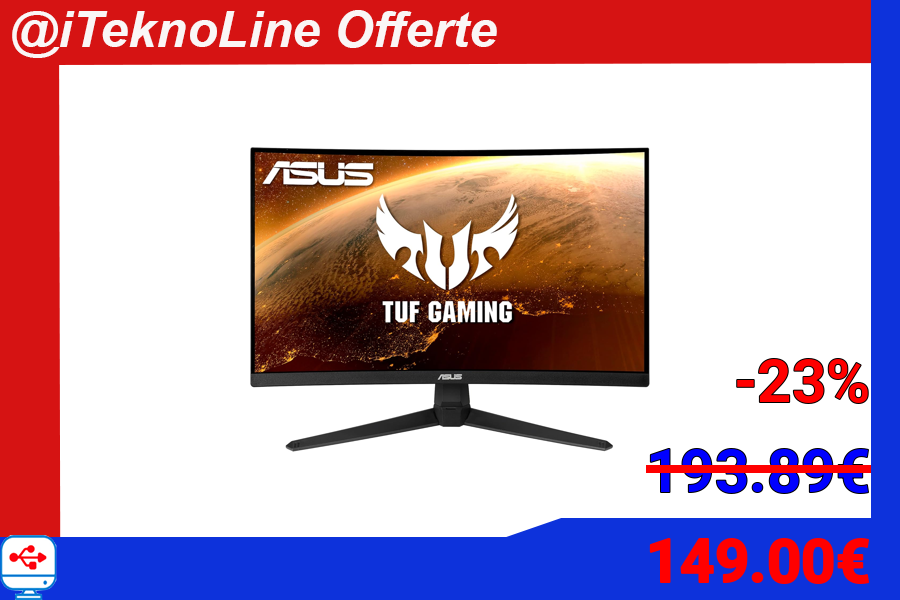 @iTeknoLine Offerte
ASUS
TUF GAMING
ASUS
-23%
193.89€
149.00€